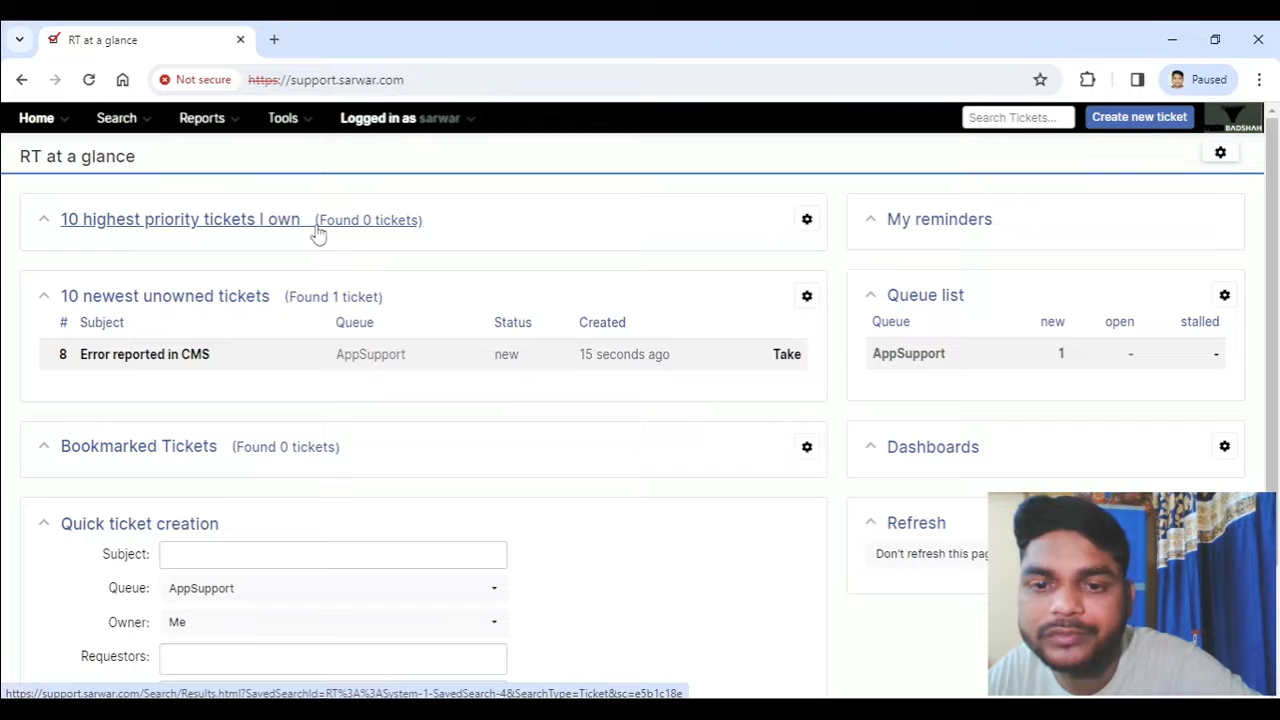 RT at a glance
Not secure
https://support.sarwar.com
Paused
Home
Search
Reports
Tools
Logged in as sarwar
Search Tickets...
Create new ticket
BADSHAH
RT at a glance
10 highest priority tickets I own (Found 0 tickets)
My reminders
10 newest unowned tickets (Found 1 ticket)
# Subject Queue Status Created
8 Error reported in CMS AppSupport new 15 seconds ago Take
Queue list
Queue new open stalled
AppSupport 1 - -
Bookmarked Tickets (Found 0 tickets)
Dashboards
Quick ticket creation
Subject:
Queue: AppSupport
Owner: Me
Requestors:
Refresh
Don't refresh this pag
https://support.sarwar.com/Search/Results.html?SavedSearchId=RT%3A%3ASystem-1-SavedSearch-4&SearchType=Ticket&sc=e5b1c18e